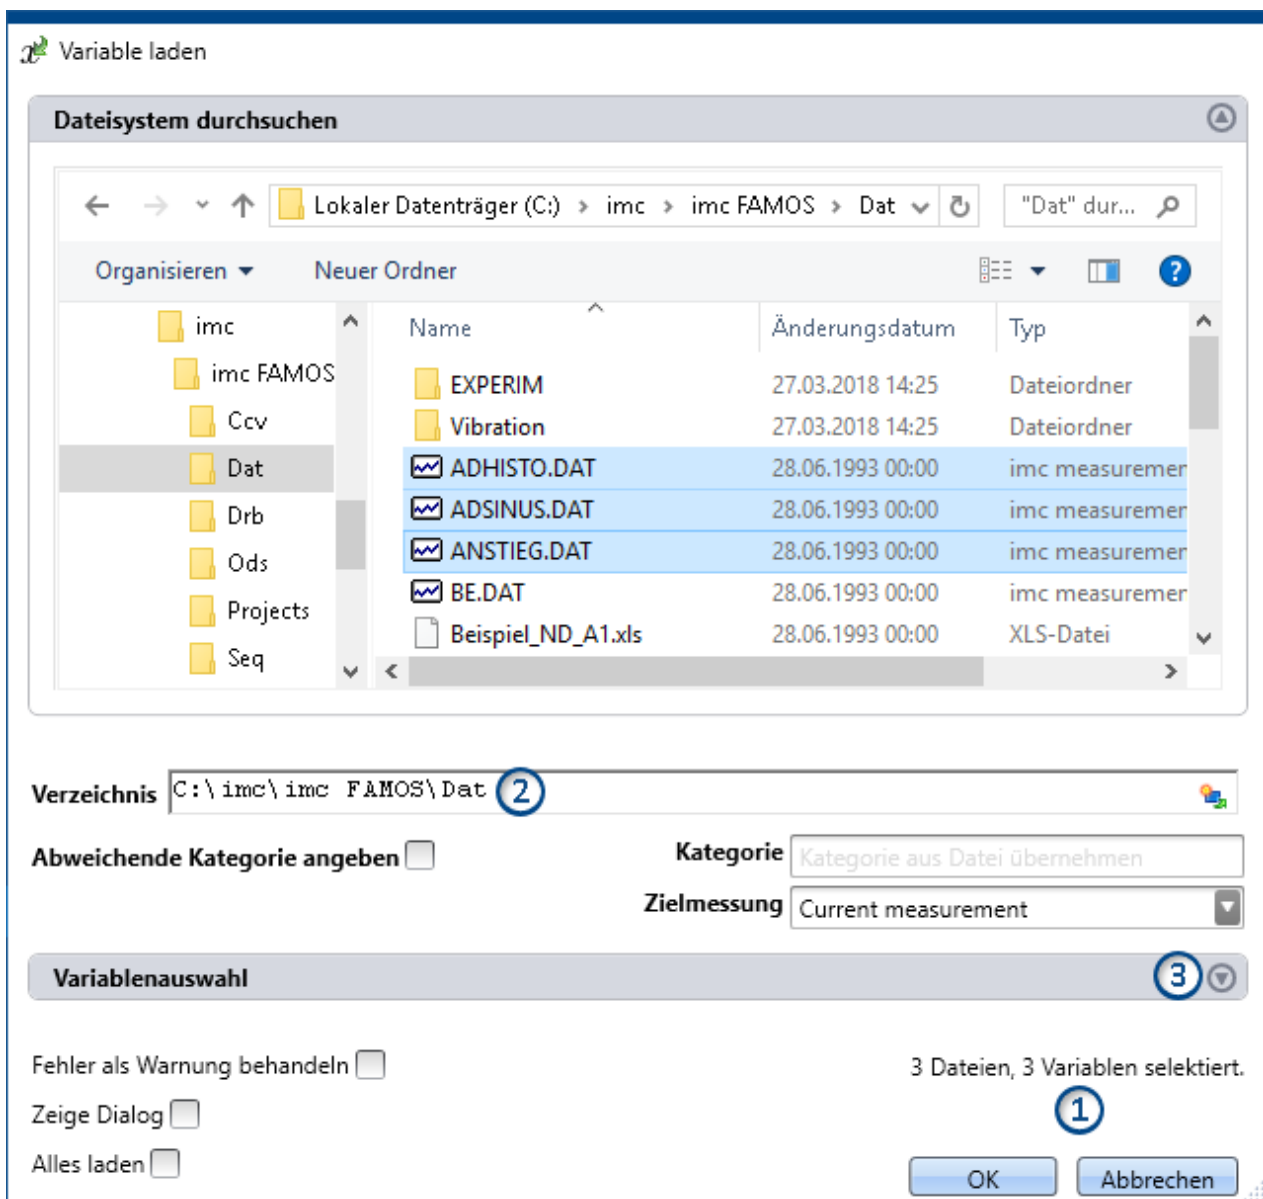 Variable laden
Dateisystem durchsuchen
Lokaler Datenträger (C:) > imc > imc FAMOS > Dat "Dat" dur...
Organisieren Neuer Ordner ?
imc
imc FAMOS
Ccv
Dat
Drb
Ods
Projects
Seq
Name Änderungsdatum Typ
EXPERIM 27.03.2018 14:25 Dateiordner
Vibration 27.03.2018 14:25 Dateiordner
ADHISTO.DAT 28.06.1993 00:00 imc measuremer
ADSINUS.DAT 28.06.1993 00:00 imc measuremer
ANSTIEG.DAT 28.06.1993 00:00 imc measuremer
BE.DAT 28.06.1993 00:00 imc measuremer
Beispiel_ND_A1.xls 28.06.1993 00:00 XLS-Datei
Verzeichnis C:\imc\imc FAMOS\Dat 2
Abweichende Kategorie angeben Kategorie Kategorie aus Datei übernehmen
Zielmessung Current measurement
Variablenauswahl 3
Fehler als Warnung behandeln 3 Dateien, 3 Variablen selektiert.
Zeige Dialog 1
Alles laden OK Abbrechen